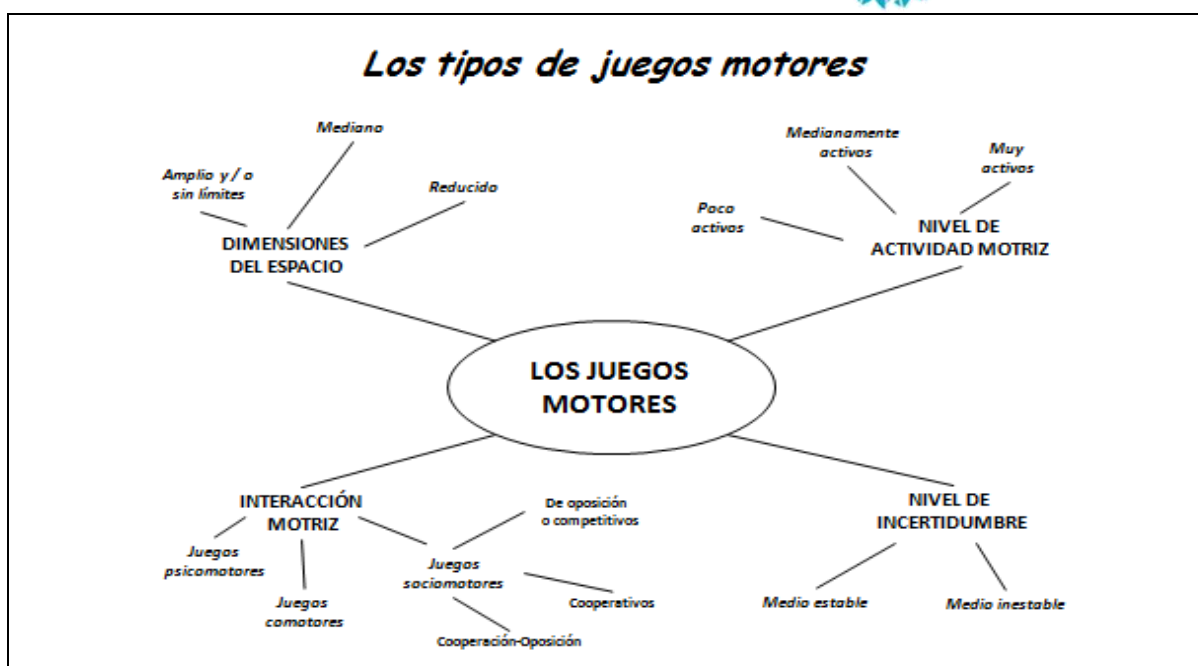 Los tipos de juegos motores
Mediano
Amplio y / o
sin límites
Reducido
DIMENSIONES
DEL ESPACIO
Medianamente
activos
Muy
activos
Poco
activos
NIVEL DE
ACTIVIDAD MOTRIZ
LOS JUEGOS
MOTORES
INTERACCIÓN
MOTRIZ
Juegos
psicomotores
Juegos
comotores
Juegos
sociomotores
De oposición
o competitivos
Cooperativos
Cooperación-Oposición
NIVEL DE
INCERTIDUMBRE
Medio estable
Medio inestable